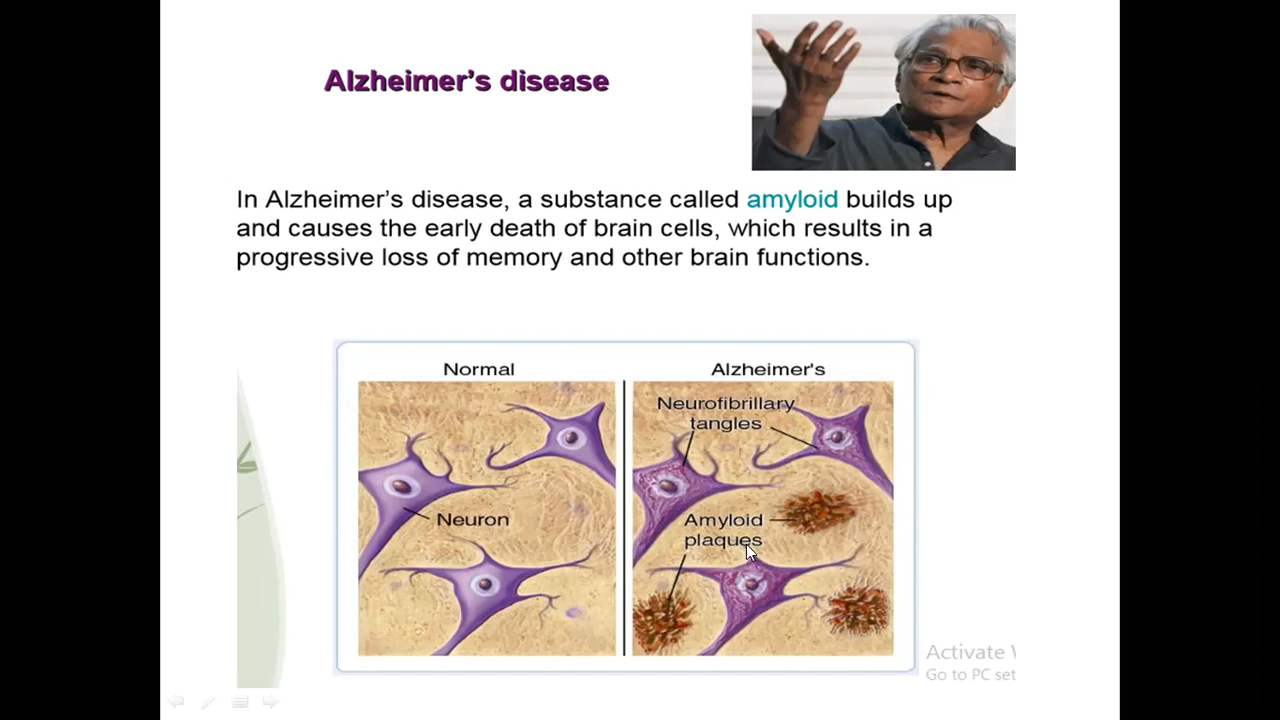 Alzheimer's disease
In Alzheimer's disease, a substance called amyloid builds up
and causes the early death of brain cells, which results in a
progressive loss of memory and other brain functions.
Normal
Alzheimer's
Neurofibrillary
tangles
Neuron
Amyloid
plaques
Activate
Go to PC set